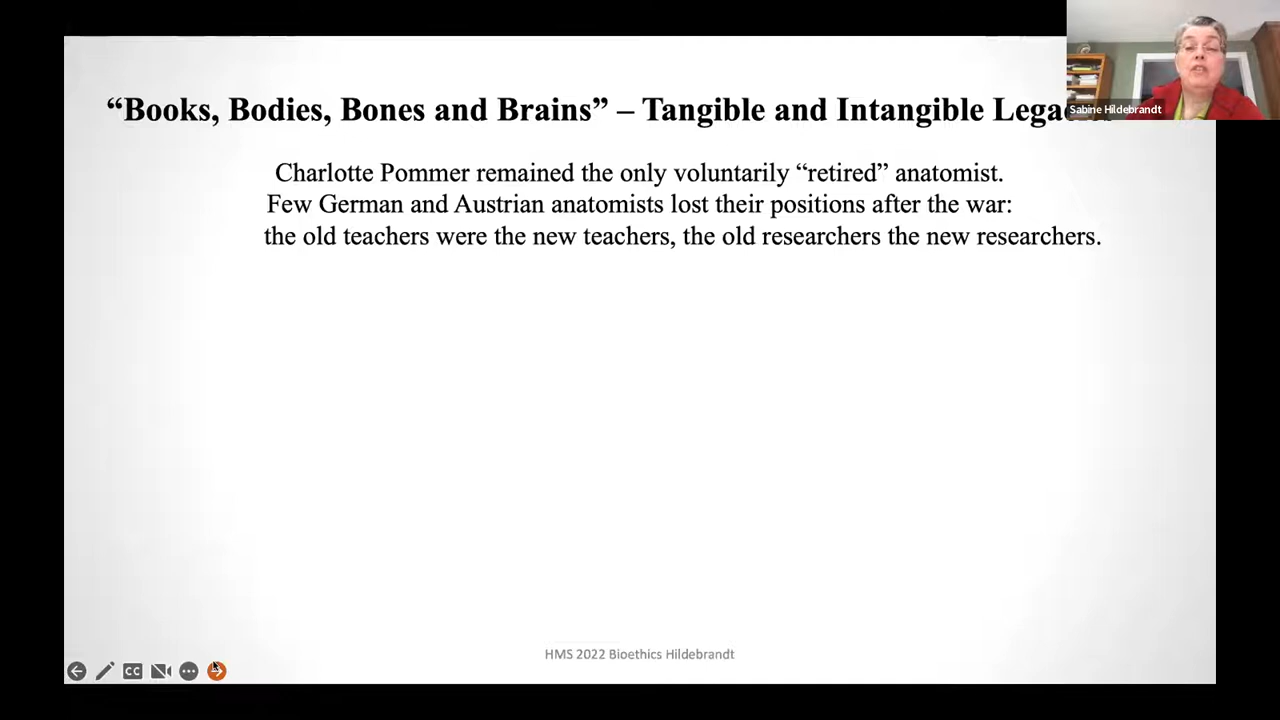 “Books, Bodies, Bones and Brains” – Tangible and Intangible
Sabine Hildebrandt
Charlotte Pommer remained the only voluntarily “retired” anatomist.
Few German and Austrian anatomists lost their positions after the war:
the old teachers were the new teachers, the old researchers the new researchers.
HMS 2022 Bioethics Hildebrandt
CC